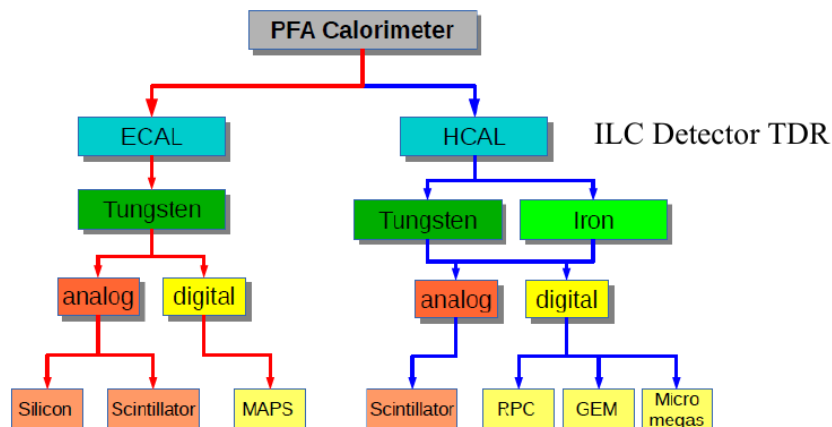 PFA Calorimeter
ECAL
HCAL
ILC Detector TDR
Tungsten
Tungsten
Iron
analog
digital
analog
digital
Silicon
Scintillator
MAPS
Scintillator
RPC
GEM
Micro
megas